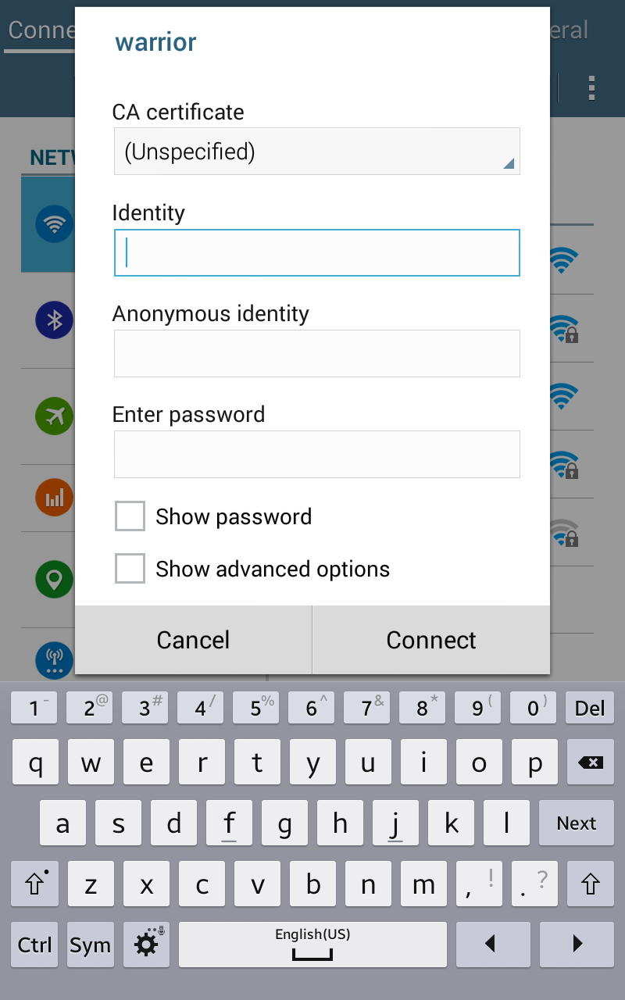 Conne
eral
warrior
CA certificate
(Unspecified)
NETW
Identity
Anonymous identity
Enter password
Show password
Show advanced options
Cancel Connect
1 - 2 @ 3 # 4 / 5 % 6 ^ 7 & 8 * 9 ( 0 ) Del
q w e r t y u i o p
a s d f g h j k l Next
z x c v b n m , ! . ?
Ctrl Sym English(US)